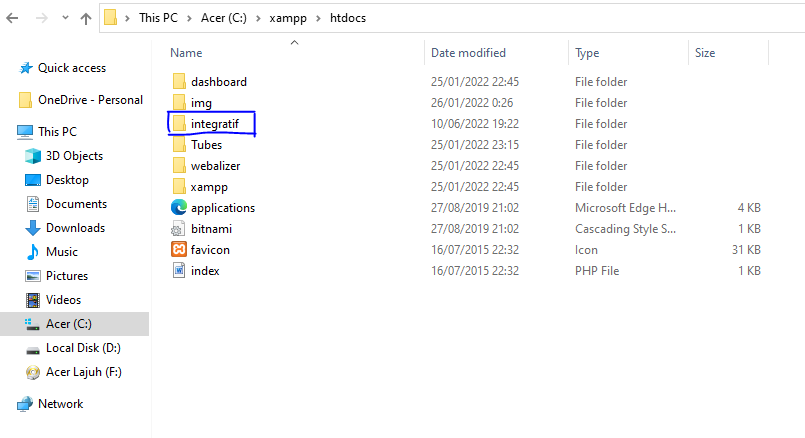 This PC > Acer (C:) > xampp > htdocs
Quick access
OneDrive - Personal
This PC
3D Objects
Desktop
Documents
Downloads
Music
Pictures
Videos
Acer (C:)
Local Disk (D:)
Acer Lajuh (F:)
Network
Name Date modified Type Size
dashboard 25/01/2022 22:45 File folder
img 26/01/2022 0:26 File folder
integratif 10/06/2022 19:22 File folder
Tubes 25/01/2022 23:15 File folder
webalizer 25/01/2022 22:45 File folder
xampp 25/01/2022 22:45 File folder
applications 27/08/2019 21:02 Microsoft Edge H... 4 KB
bitnami 27/08/2019 21:02 Cascading Style S... 1 KB
favicon 16/07/2015 22:32 Icon 31 KB
index 16/07/2015 22:32 PHP File 1 KB